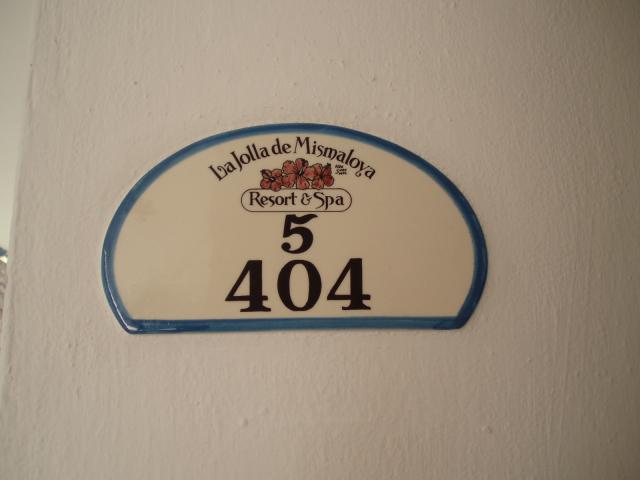 La Jolla de Mismaloya
Resort & Spa
5
404